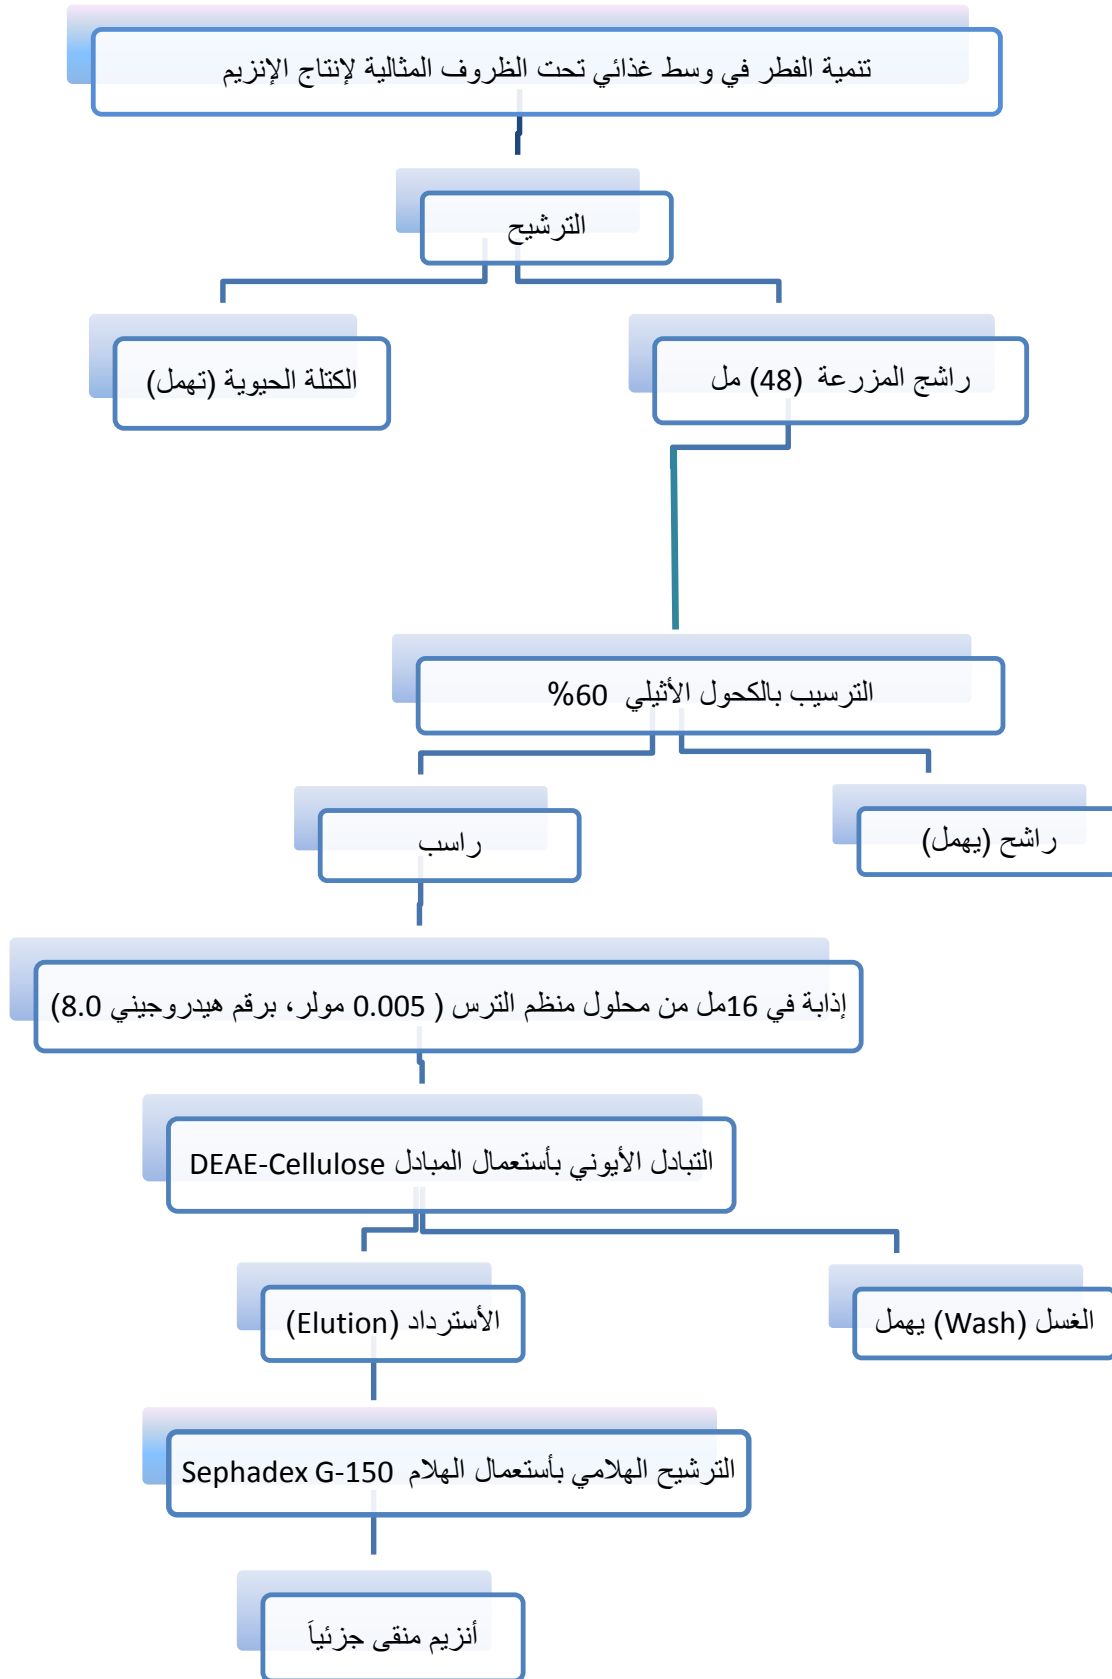 تنمية الفطر في وسط غذائي تحت الظروف المثالية لإنتاج الإنزيم
الترشيح
راشج المزرعة (48) مل
الكتلة الحيوية (تهمل)
الترسيب بالكحول الأثيلي 60%
راشح (يهمل)
راسب
إذابة في 16مل من محلول منظم الترس ( 0.005 مولر، برقم هيدروجيني 8.0)
التبادل الأيوني بأستعمال المبادل DEAE-Cellulose
الغسل (Wash) يهمل
الأسترداد (Elution)
الترشيح الهلامي بأستعمال الهلام Sephadex G-150
أنزيم منقى جزئياَ